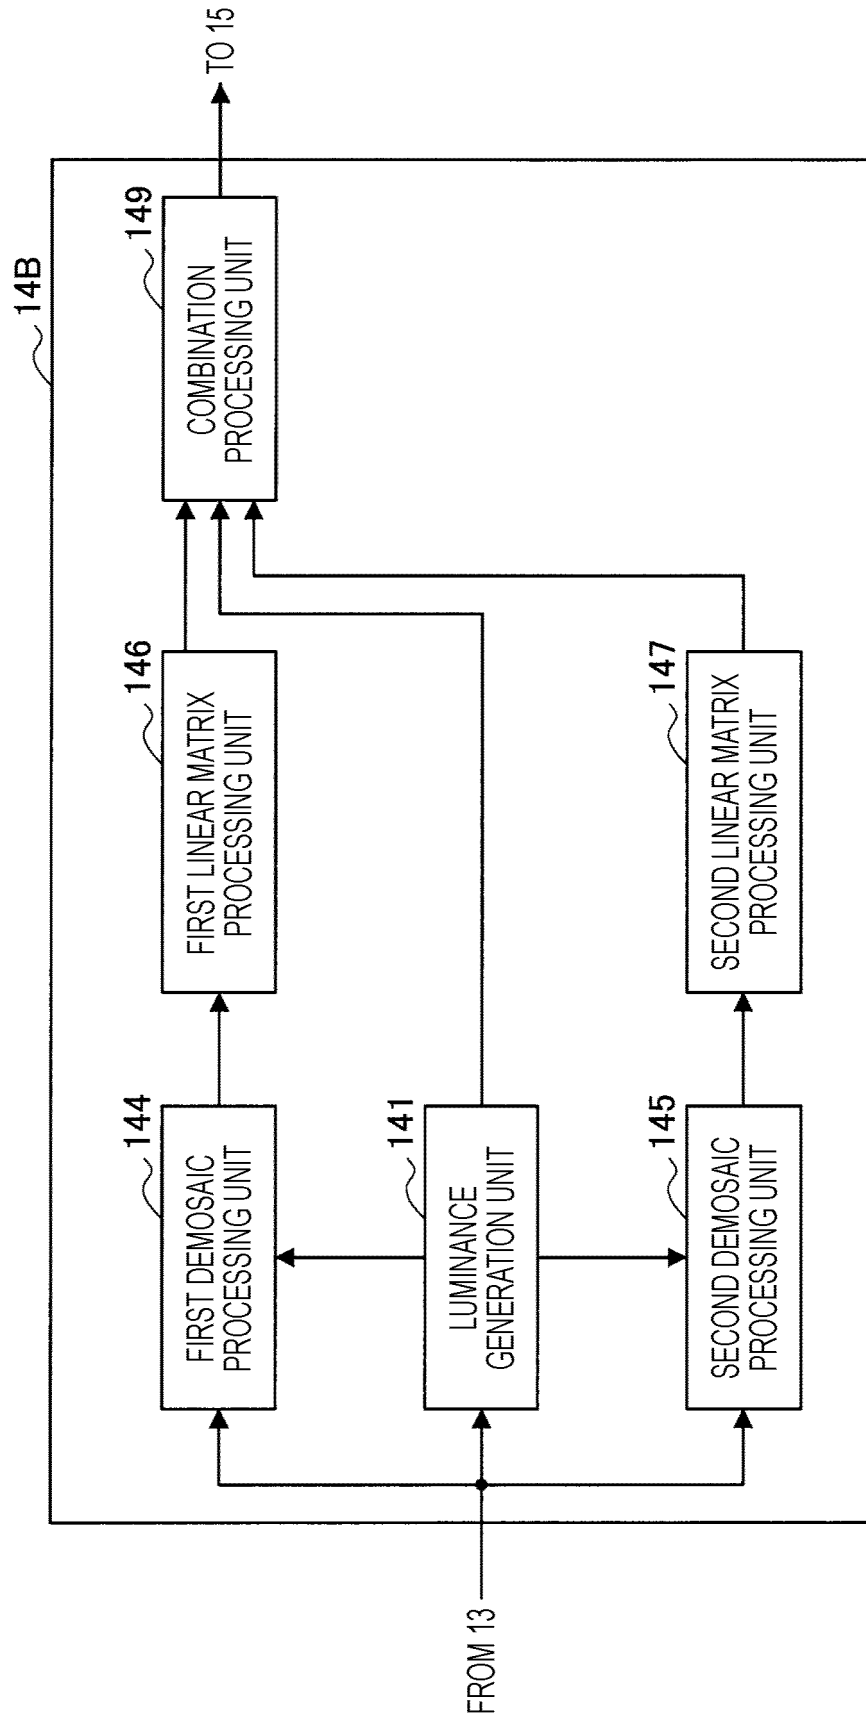 14B
FROM 13
144
FIRST DEMOSAIC
PROCESSING UNIT
146
FIRST LINEAR MATRIX
PROCESSING UNIT
149
COMBINATION
PROCESSING UNIT
TO 15
141
LUMINANCE
GENERATION UNIT
145
SECOND DEMOSAIC
PROCESSING UNIT
147
SECOND LINEAR MATRIX
PROCESSING UNIT